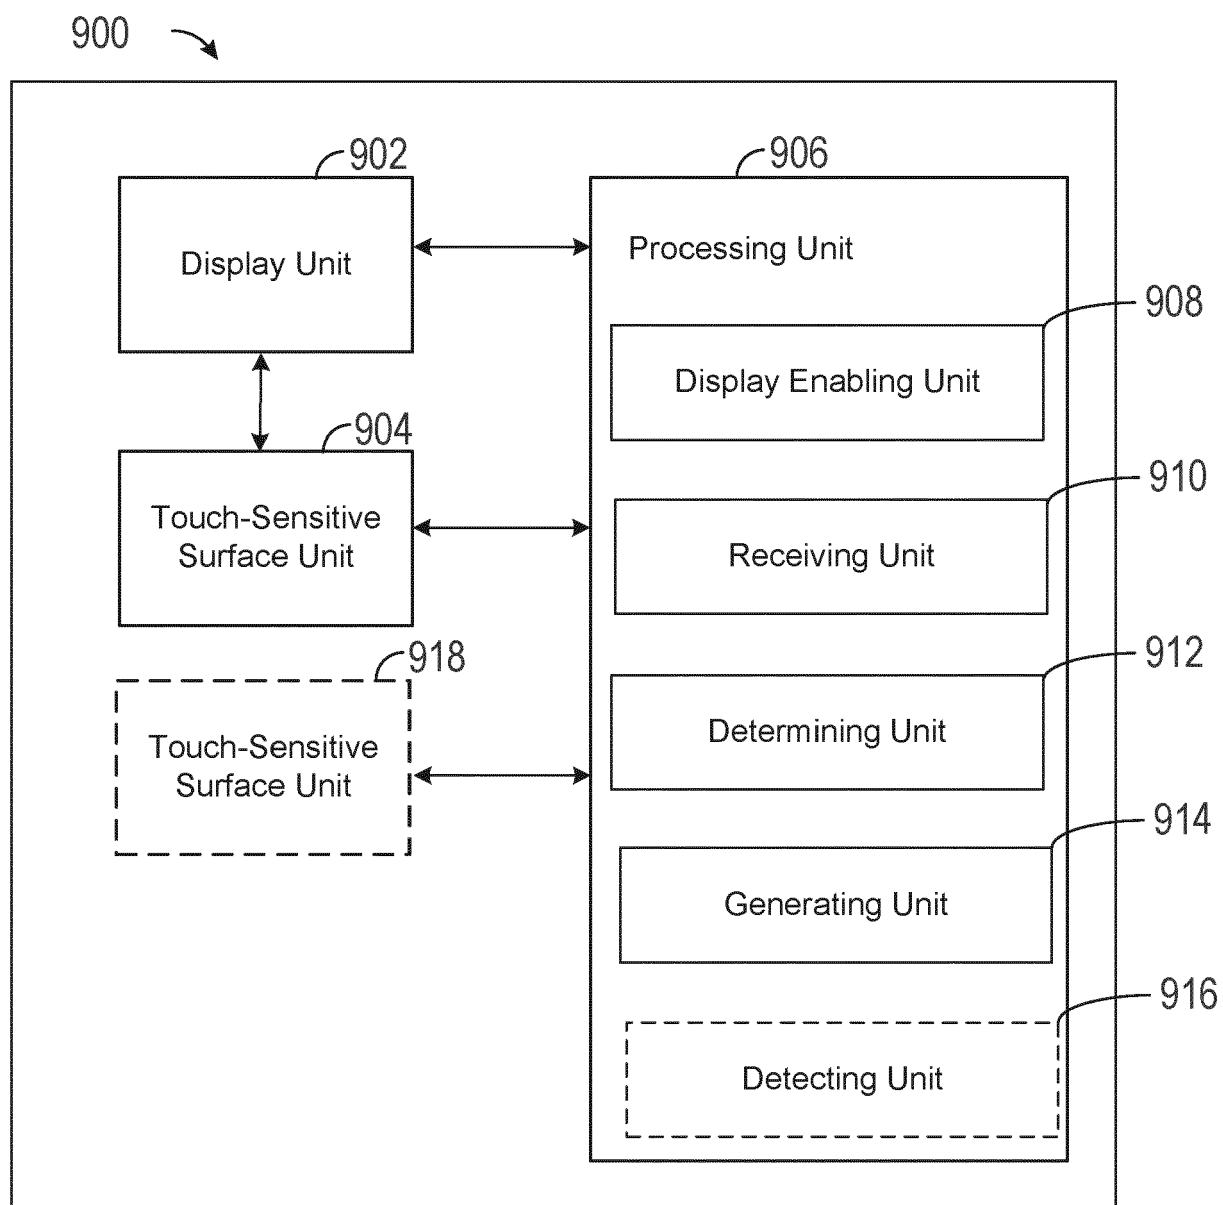 900
902
906
Display Unit
Processing Unit
908
Display Enabling Unit
904
910
Touch-Sensitive
Surface Unit
Receiving Unit
918
912
Touch-Sensitive
Surface Unit
Determining Unit
914
Generating Unit
916
Detecting Unit